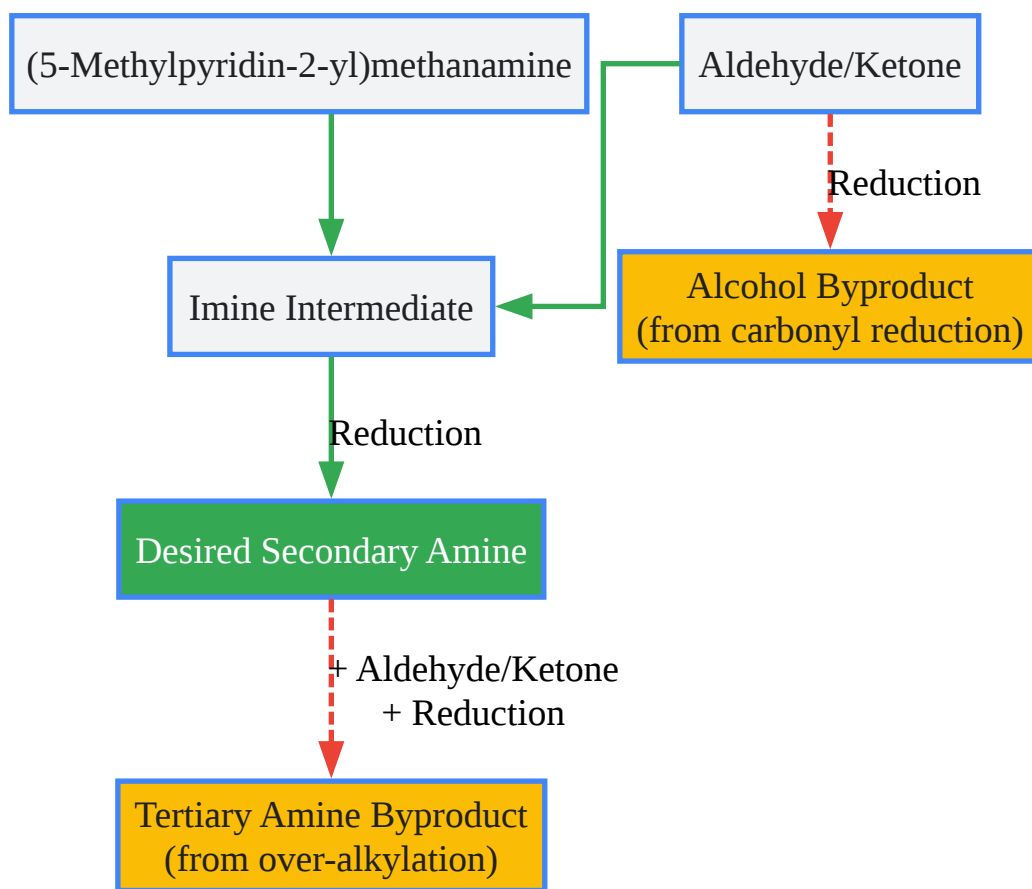 (5-Methylpyridin-2-yl)methanamine
Aldehyde/Ketone
Reduction
Alcohol Byproduct
(from carbonyl reduction)
Imine Intermediate
Reduction
Desired Secondary Amine
+ Aldehyde/Ketone
+ Reduction
Tertiary Amine Byproduct
(from over-alkylation)